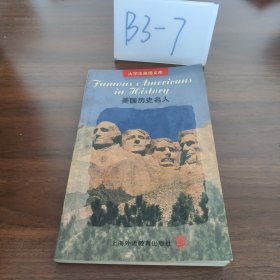 B3-7
大学生英语文库
Famous Americans
in History
美国历史名人
上海外语教育出版社